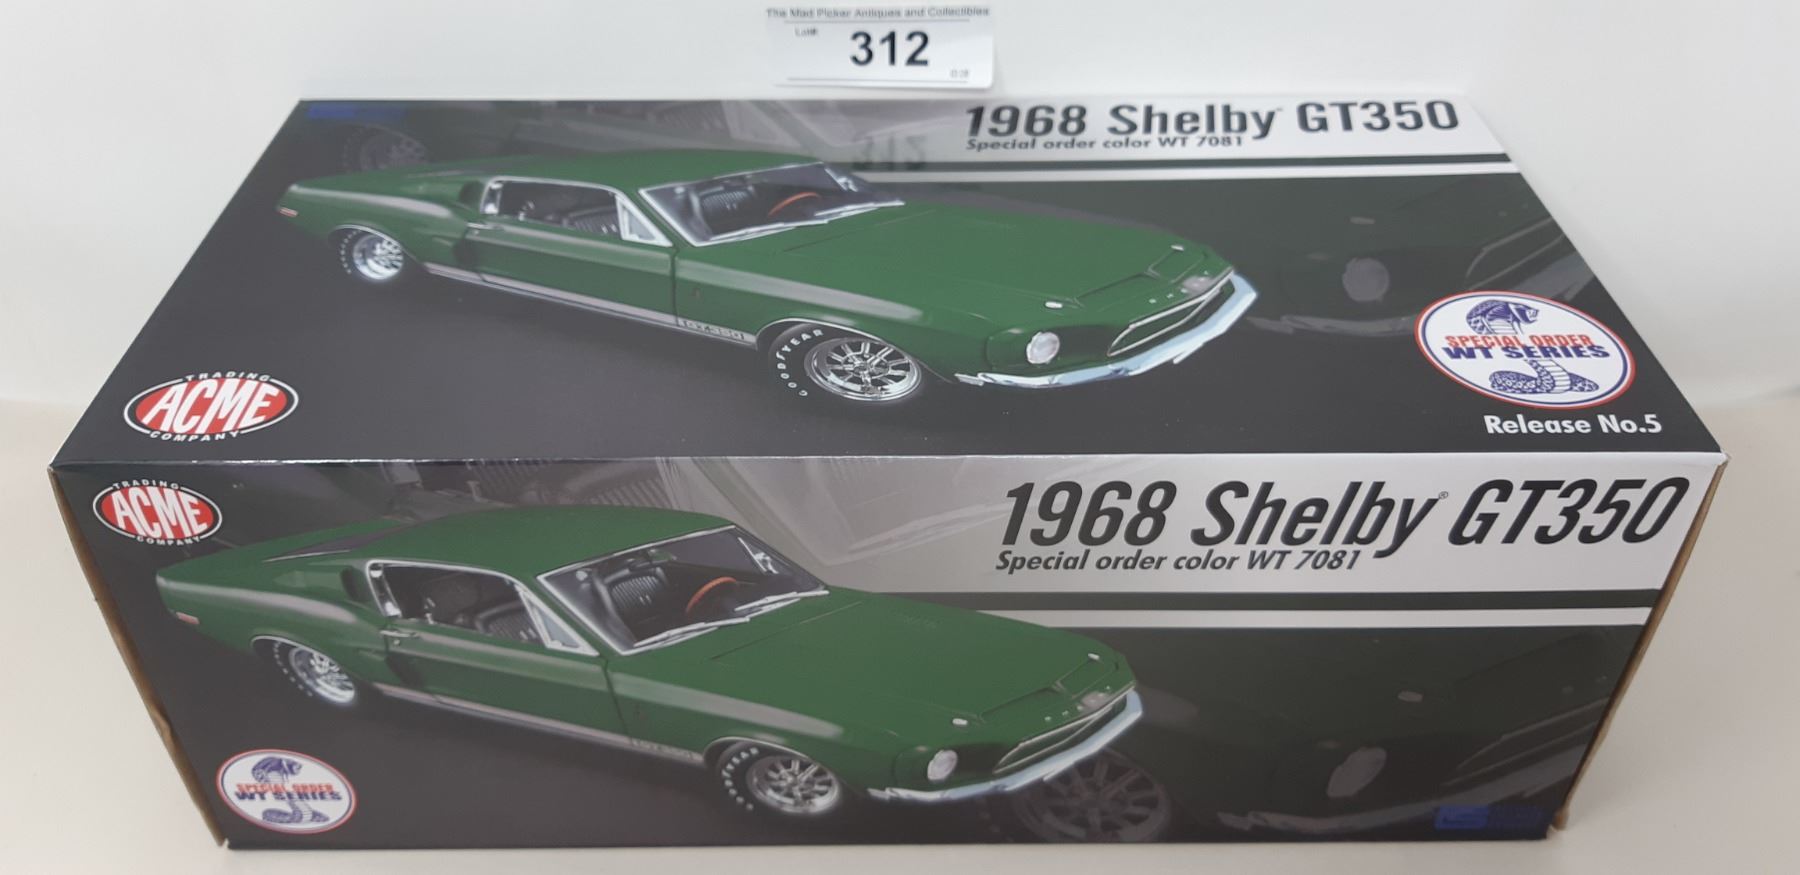 The Mad Picker Antiques and Collectibles
Lot#
312
1968 Shelby GT350
Special order color WT 7081
GT350
GOODYEAR
SPECIAL ORDER
WT SERIES
Release No.5
TRADING
ACME
COMPANY
TRADING
ACME
COMPANY
1968 Shelby® GT350
Special order color WT 7081
GT350
SPECIAL ORDER
WT SERIES